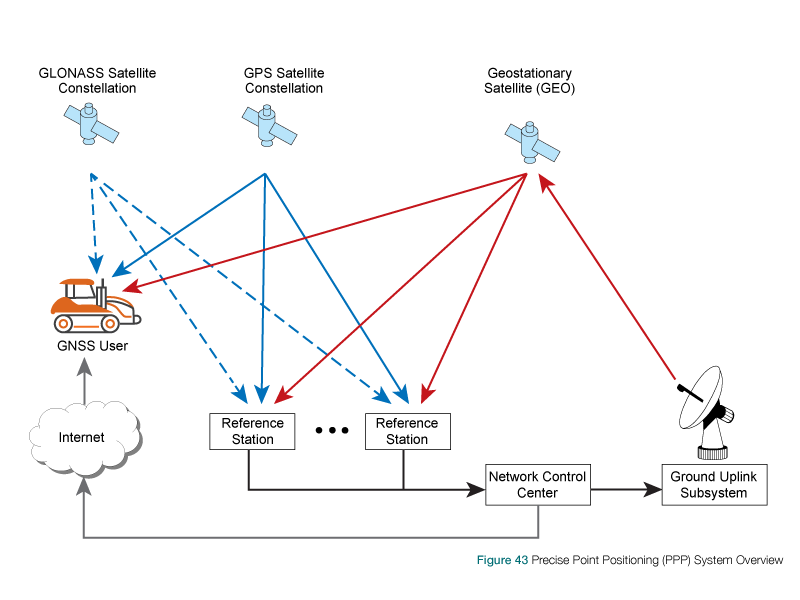 GLONASS Satellite
Constellation
GPS Satellite
Constellation
Geostationary
Satellite (GEO)
GNSS User
Internet
Reference
Station
Reference
Station
Network Control
Center
Ground Uplink
Subsystem
Figure 43 Precise Point Positioning (PPP) System Overview